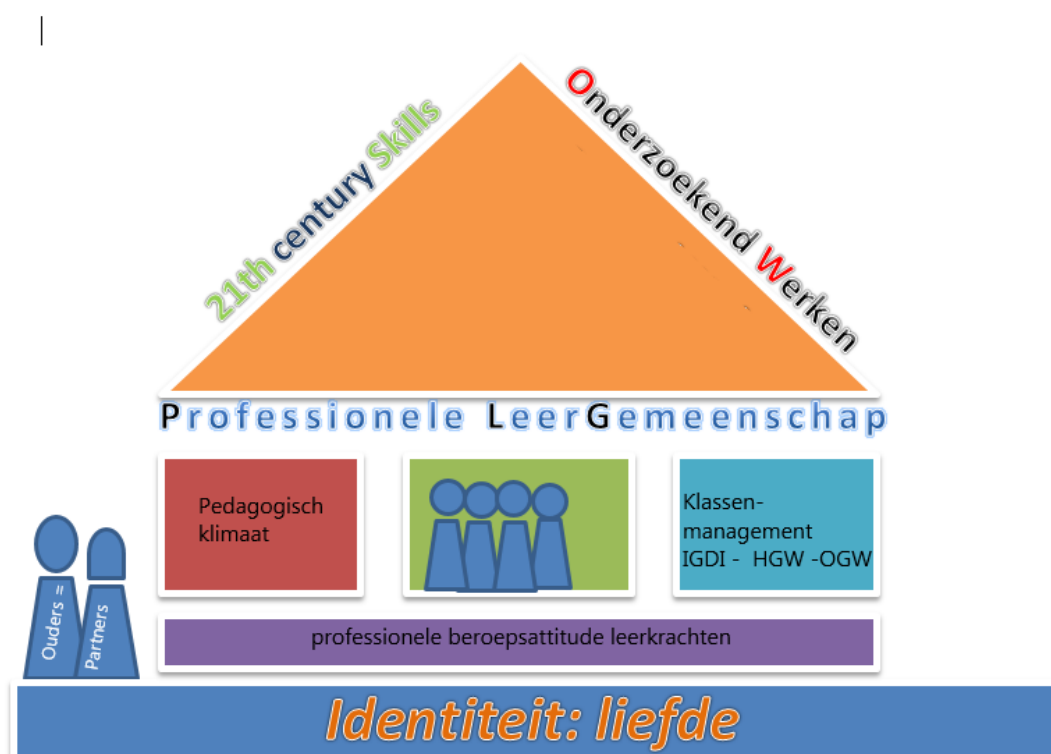 21th century Skills
Onderzoekend Werken
Professionele LeerGemeenschap
Pedagogisch
klimaat
Klassen-
management
IGDI - HGW -OGW
Ouders =
Partners
professionele beroepsattitude leerkrachten
Identiteit: liefde